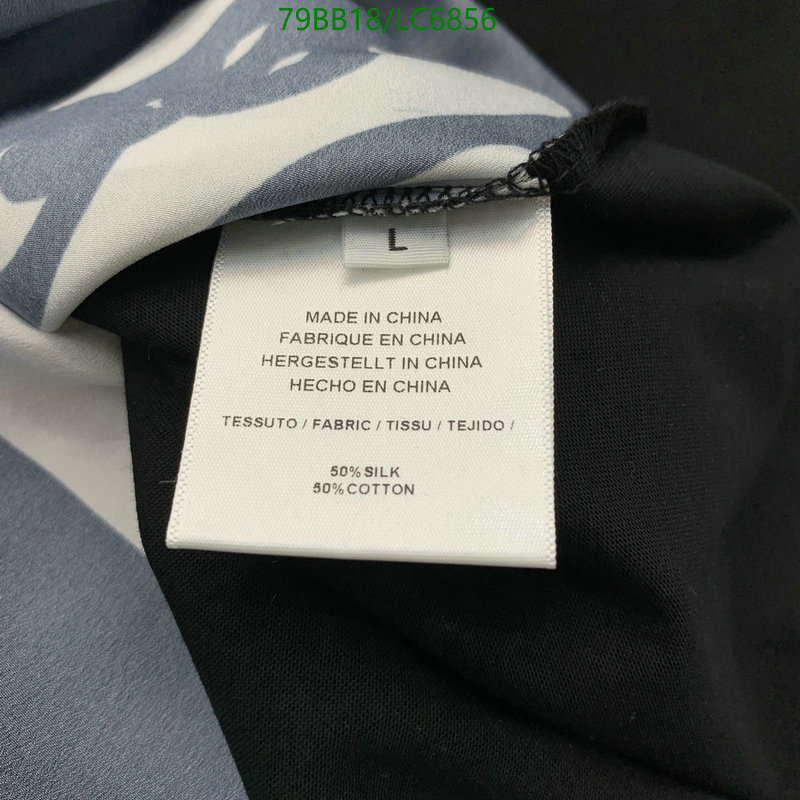 79BB18/LC6856
L
MADE IN CHINA
FABRIQUE EN CHINA
HERGESTELLT IN CHINA
HECHO EN CHINA
TESSUTO / FABRIC / TISSU / TEJIDO /
50% SILK
50% COTTON